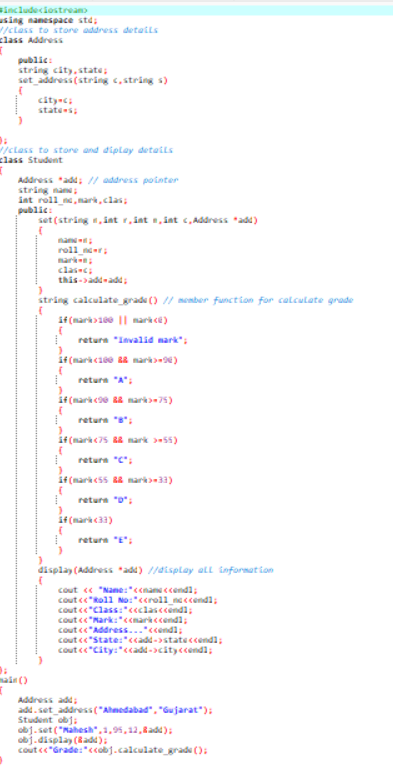 #include<iostream>
using namespace std;
//class to store address details
class Address
{
public:
string city,state;
set_address(string c,string s)
{
city=c;
state=s;
}
};
//class to store and diplay details
class Student
{
Address *add; // address pointer
string name;
int roll_no,mark,clas;
public:
set(string n,int r,int m,int c,Address *add)
{
name=n;
roll_no=r;
mark=m;
clas=c;
this->add=add;
}
string calculate_grade() // member function for calculate grade
{
if(mark>100 || mark<0)
{
return "Invalid mark";
}
if(mark<100 && mark>=90)
{
return "A";
}
if(mark<90 && mark>=75)
{
return "B";
}
if(mark<75 && mark >=55)
{
return "C";
}
if(mark<55 && mark>=33)
{
return "D";
}
if(mark<33)
{
return "E";
}
}
display(Address *add) //display all information
{
cout << "Name:"<<name<<endl;
cout<<"Roll No:"<<roll_no<<endl;
cout<<"Class:"<<clas<<endl;
cout<<"Mark:"<<mark<<endl;
cout<<"Address..."<<endl;
cout<<"State:"<<add->state<<endl;
cout<<"City:"<<add->city<<endl;
}
};
main()
{
Address add;
add.set_address("Ahmedabad","Gujarat");
Student obj;
obj.set("Mahesh",1,95,12,&add);
obj.display(&add);
cout<<"Grade:"<<obj.calculate_grade();
}